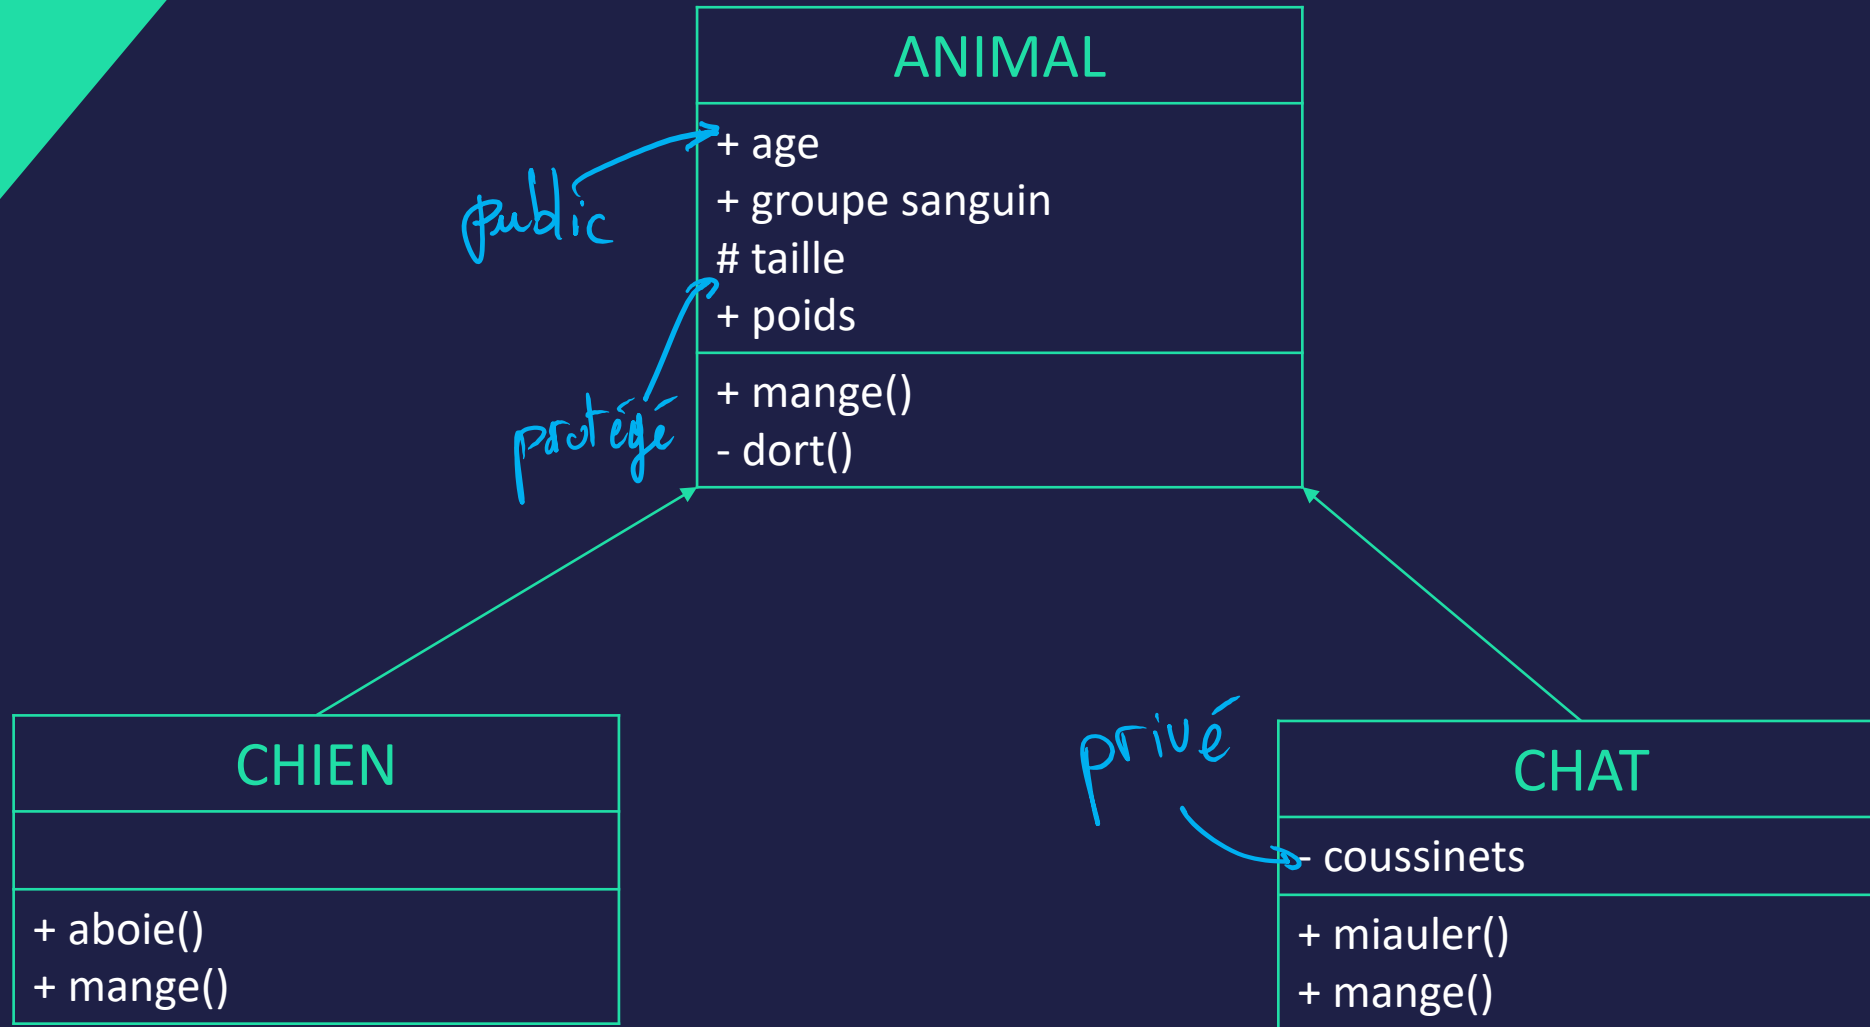 ANIMAL
+ age
+ groupe sanguin
# taille
+ poids
public
protégé
+ mange()
- dort()
CHIEN
+ aboie()
+ mange()
privé
CHAT
- coussinets
+ miauler()
+ mange()